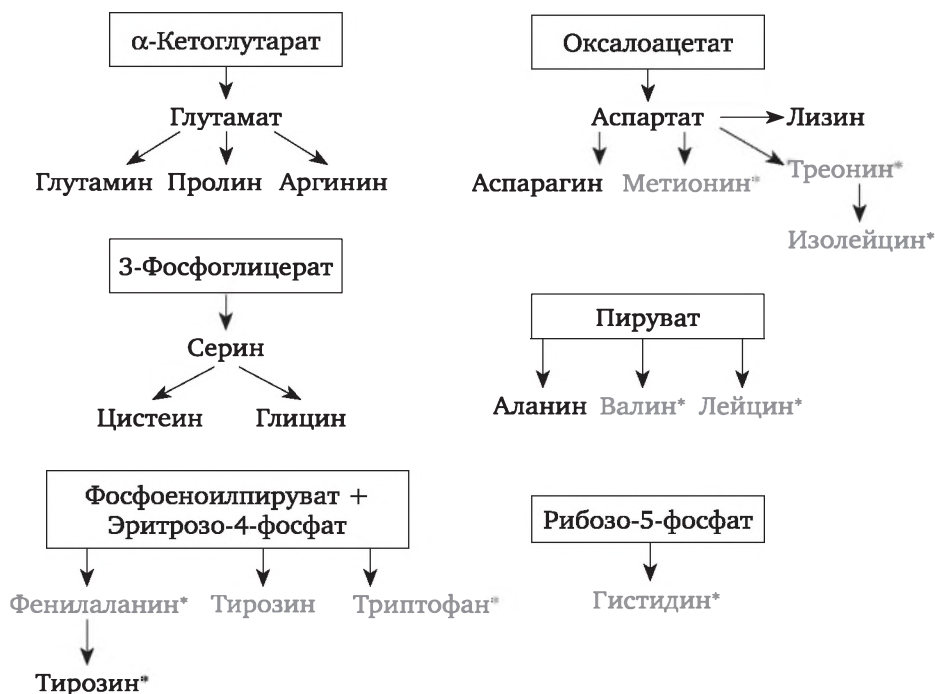 α-Кетоглутарат
Глутамат
Глутамин Пролин Аргинин
Оксалоацетат
Аспартат Лизин
Аспарагин Метионин* Треонин*
Изолейцин*
3-Фосфоглицерат
Серин
Цистеин Глицин
Пируват
Аланин Валин* Лейцин*
Фосфоеноилпируват +
Эритрозо-4-фосфат
Фенилаланин* Тирозин Триптофан*
Тирозин*
Рибозо-5-фосфат
Гистидин*